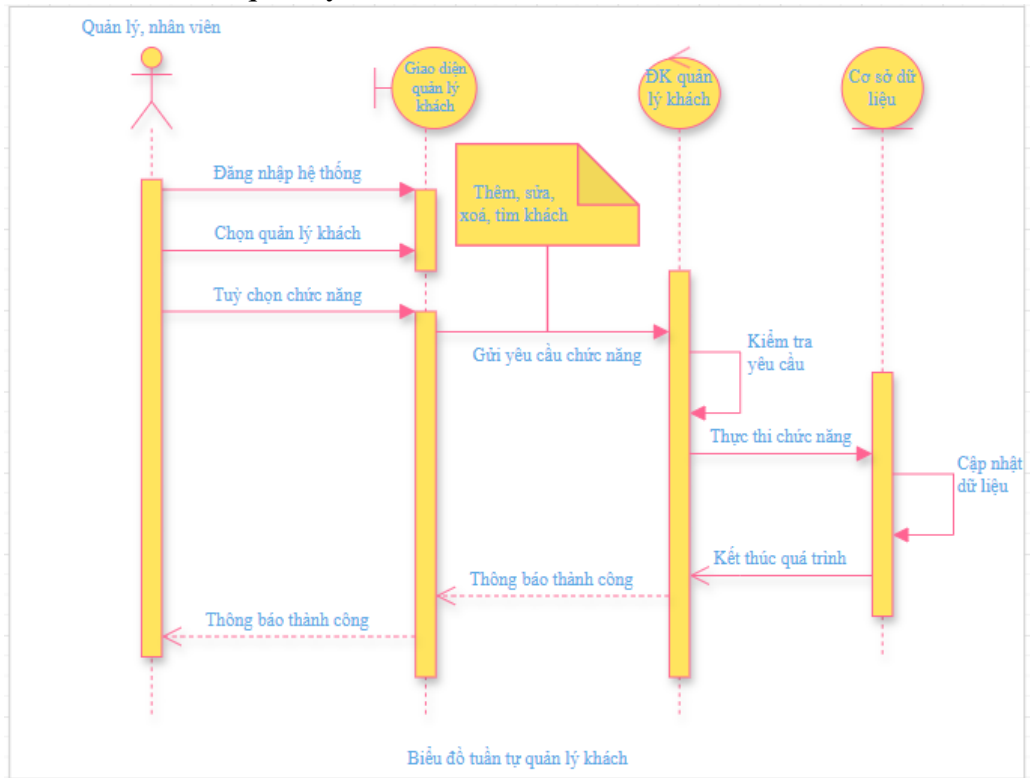 Quản lý, nhân viên
Giao diện
quản lý
khách
ĐK quản
lý khách
Cơ sở dữ
liệu
Đăng nhập hệ thống
Thêm, sửa,
xoá, tìm khách
Chọn quản lý khách
Tuỳ chọn chức năng
Gửi yêu cầu chức năng
Kiểm tra
yêu cầu
Thực thi chức năng
Cập nhật
dữ liệu
Kết thúc quá trình
Thông báo thành công
Thông báo thành công
Biểu đồ tuần tự quản lý khách